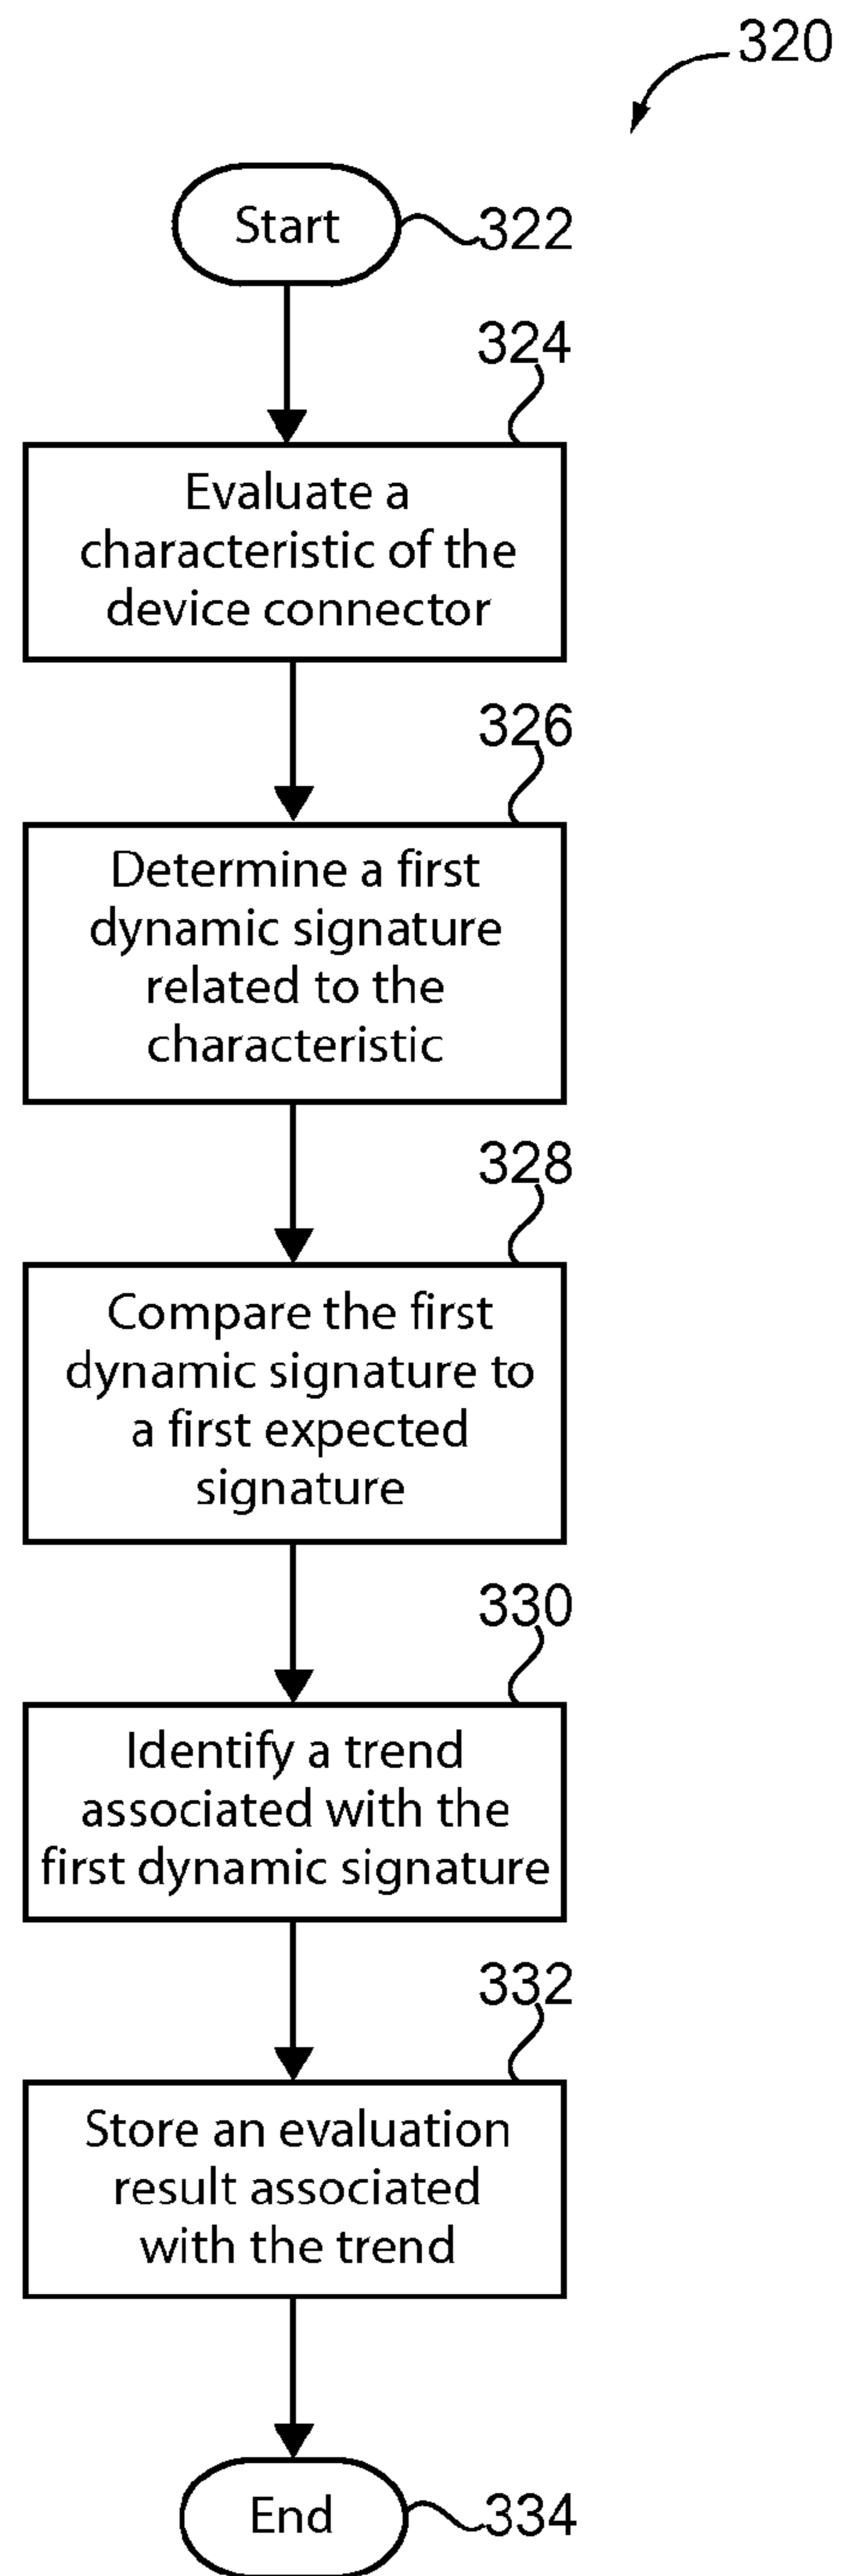 320
Start
322
324
Evaluate a
characteristic of the
device connector
326
Determine a first
dynamic signature
related to the
characteristic
328
Compare the first
dynamic signature to
a first expected
signature
330
Identify a trend
associated with the
first dynamic signature
332
Store an evaluation
result associated
with the trend
End
334